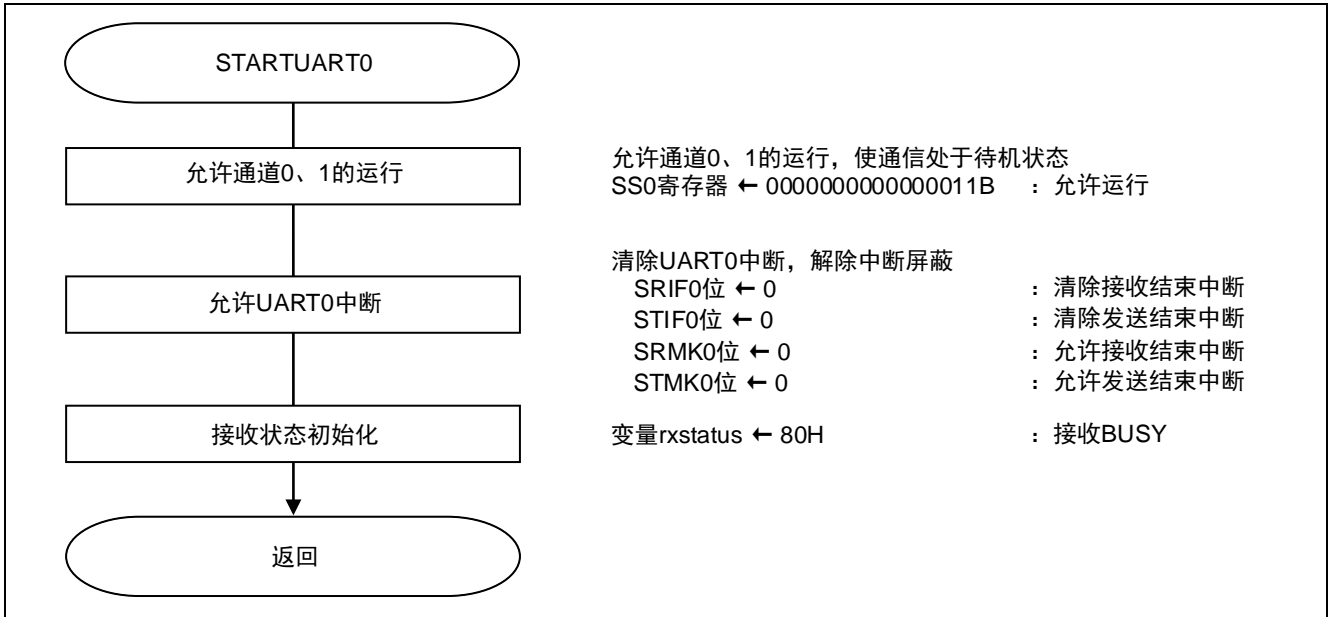 STARTUART0
允许通道0、1的运行
允许通道0、1的运行，使通信处于待机状态
SS0寄存器 ← 0000000000000011B ：允许运行
允许UART0中断
清除UART0中断，解除中断屏蔽
SRIF0位 ← 0 ：清除接收结束中断
STIF0位 ← 0 ：清除发送结束中断
SRMK0位 ← 0 ：允许接收结束中断
STMK0位 ← 0 ：允许发送结束中断
接收状态初始化
变量rxstatus ← 80H ：接收BUSY
返回